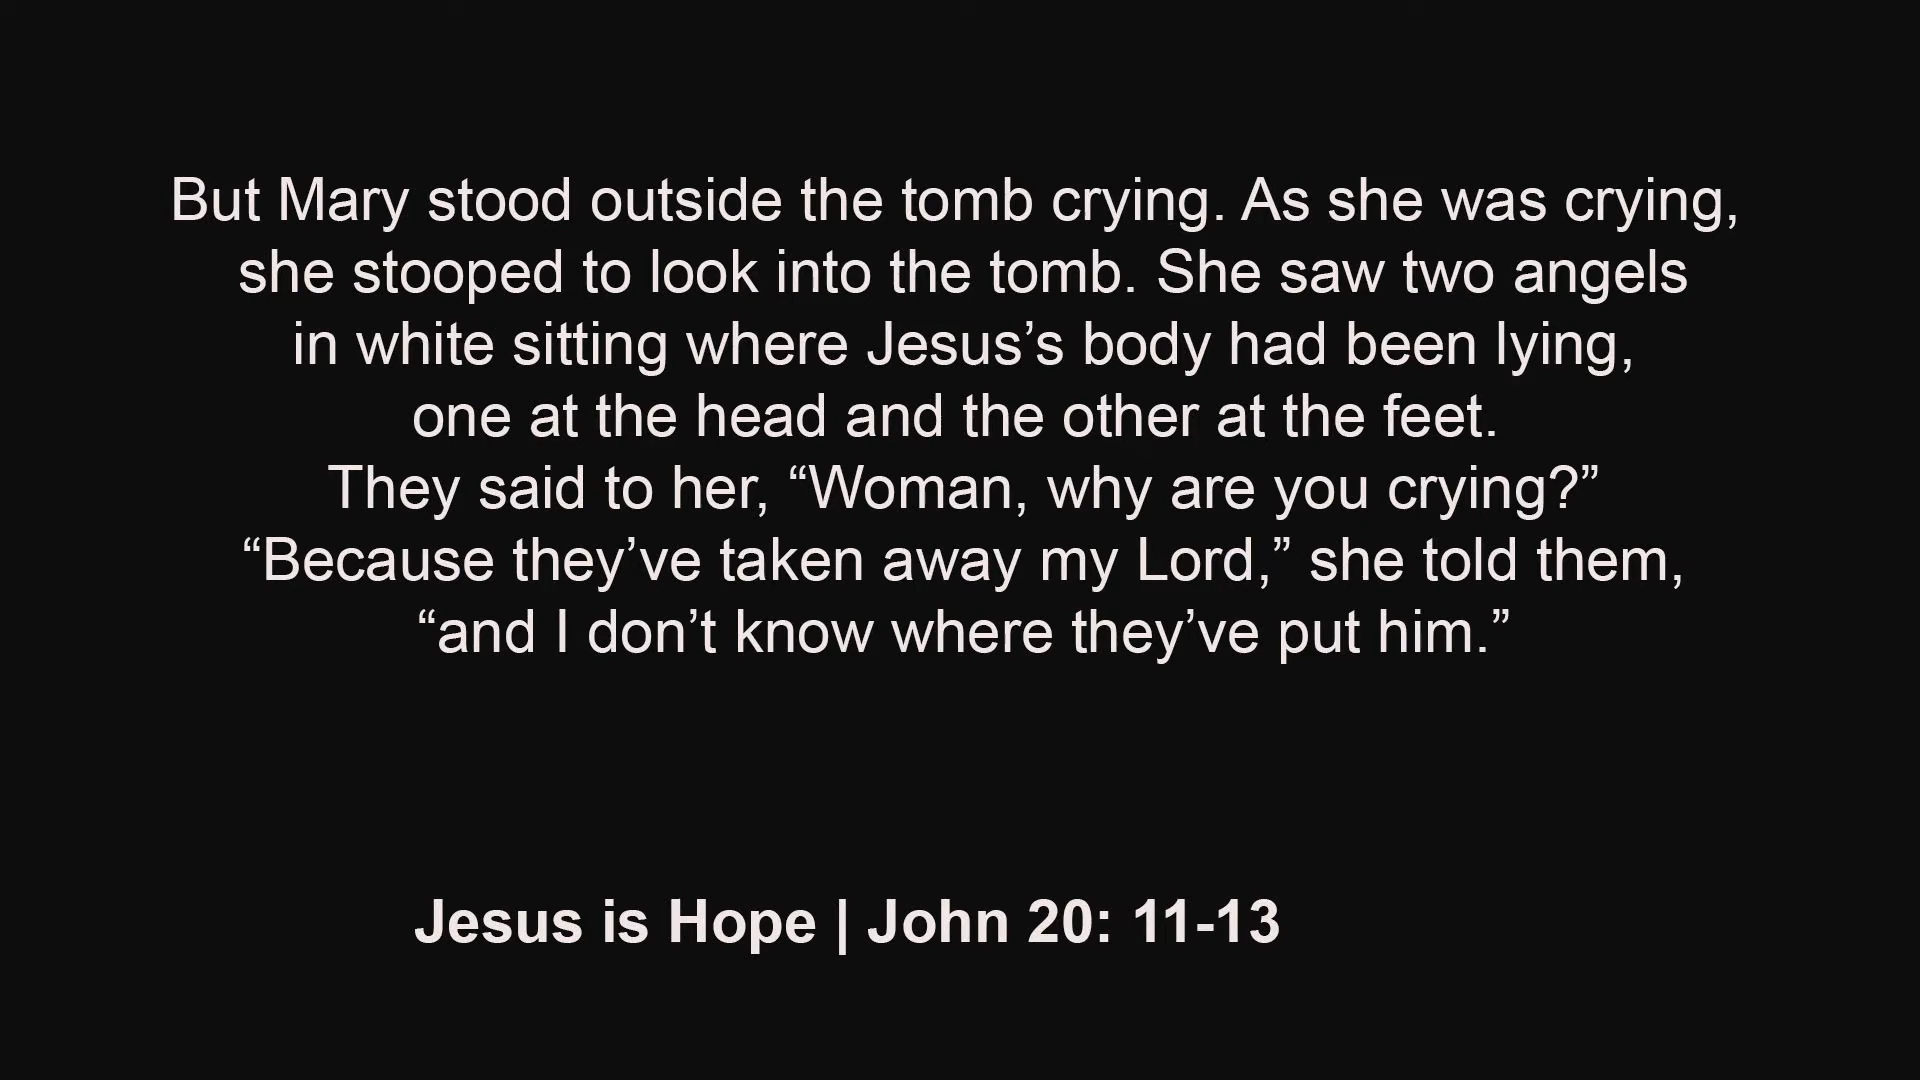 But Mary stood outside the tomb crying. As she was crying,
she stooped to look into the tomb. She saw two angels
in white sitting where Jesus’s body had been lying,
one at the head and the other at the feet.
They said to her, “Woman, why are you crying?”
“Because they’ve taken away my Lord,” she told them,
“and I don’t know where they’ve put him.”
Jesus is Hope | John 20: 11-13